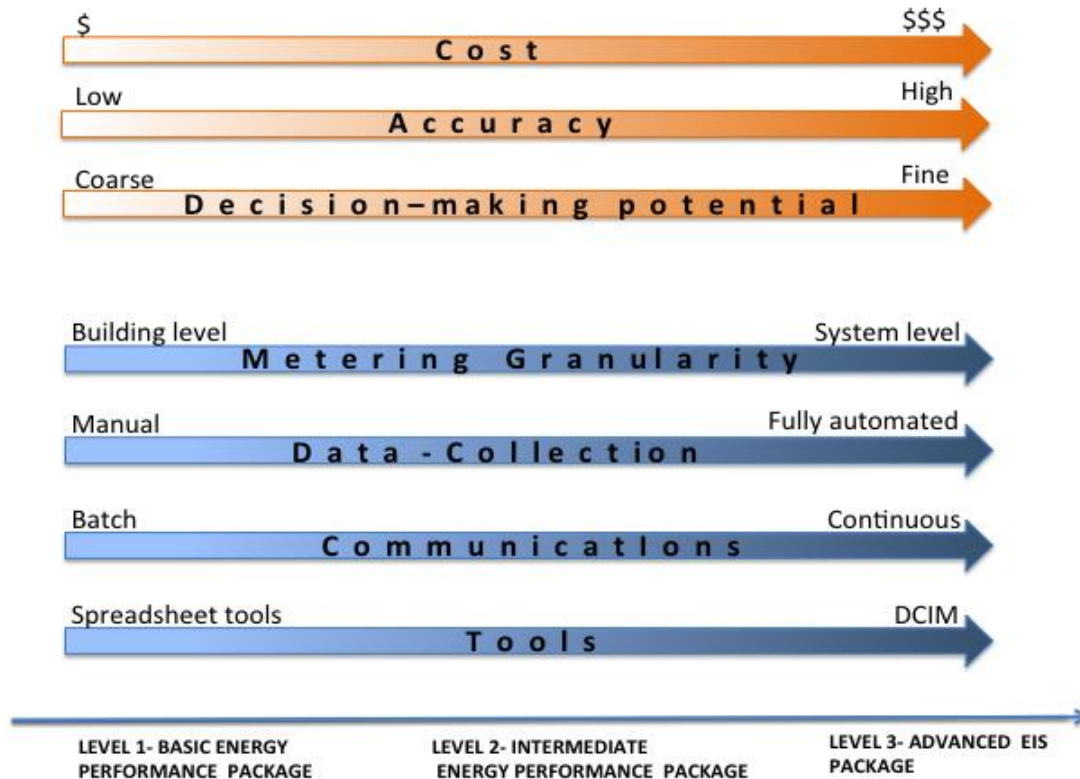 $ $$$
Cost
Low High
Accuracy
Coarse Fine
Decision–making potential
Building level System level
Metering Granularity
Manual Fully automated
Data-Collection
Batch Continuous
CommunicatIons
Spreadsheet tools DCIM
Tools
LEVEL 1- BASIC ENERGY
PERFORMANCE PACKAGE
LEVEL 2- INTERMEDIATE
ENERGY PERFORMANCE PACKAGE
LEVEL 3- ADVANCED EIS
PACKAGE